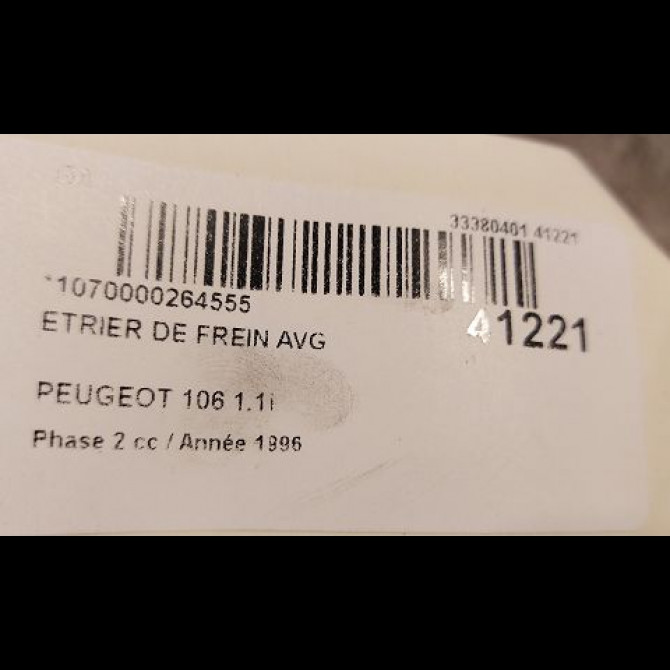 33380401 41221
*1070000264555
41221
ETRIER DE FREIN AVG
PEUGEOT 106 1.1i
Phase 2 cc / Année 1996